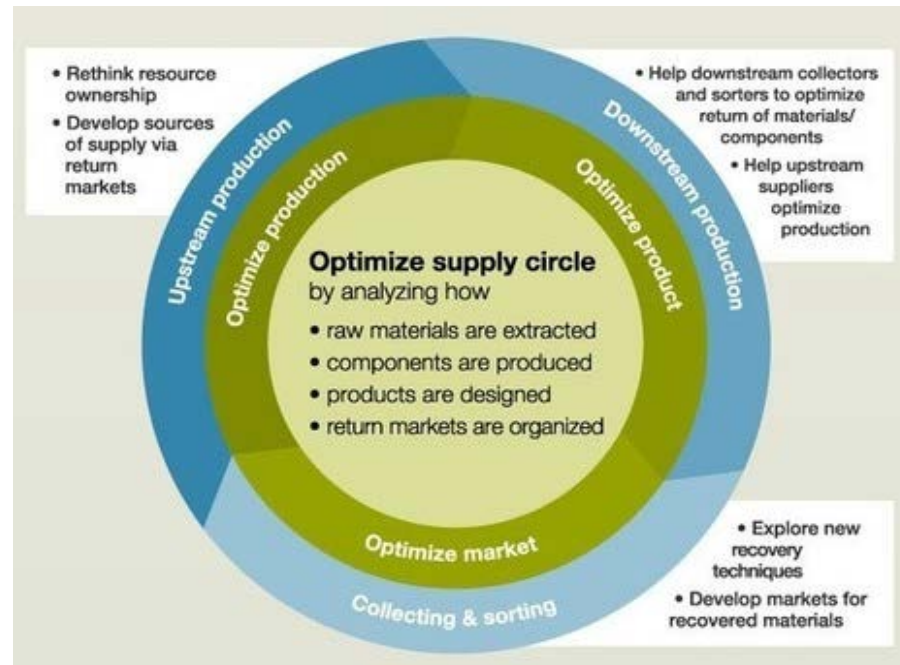 • Rethink resource
ownership
• Develop sources
of supply via
return
markets
• Help downstream collectors
and sorters to optimize
return of materials/
components
• Help upstream
suppliers
optimize
production
Upstream production
Optimize production
Downstream production
Optimize product
Optimize supply circle
by analyzing how
• raw materials are extracted
• components are produced
• products are designed
• return markets are organized
Optimize market
Collecting & sorting
• Explore new
recovery
techniques
• Develop markets for
recovered materials